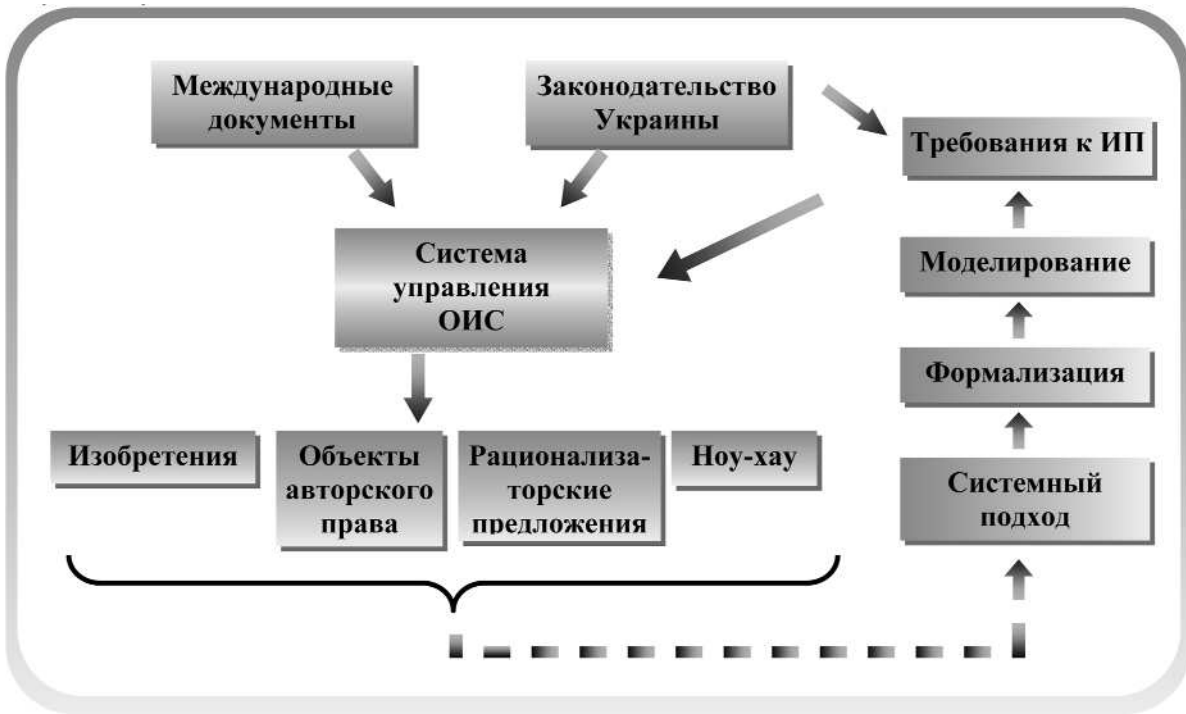 Международные
документы
Законодательство
Украины
Требования к ИП
Моделирование
Система
управления
ОИС
Формализация
Изобретения
Объекты
авторского
права
Рационализа-
торские
предложения
Ноу-хау
Системный
подход